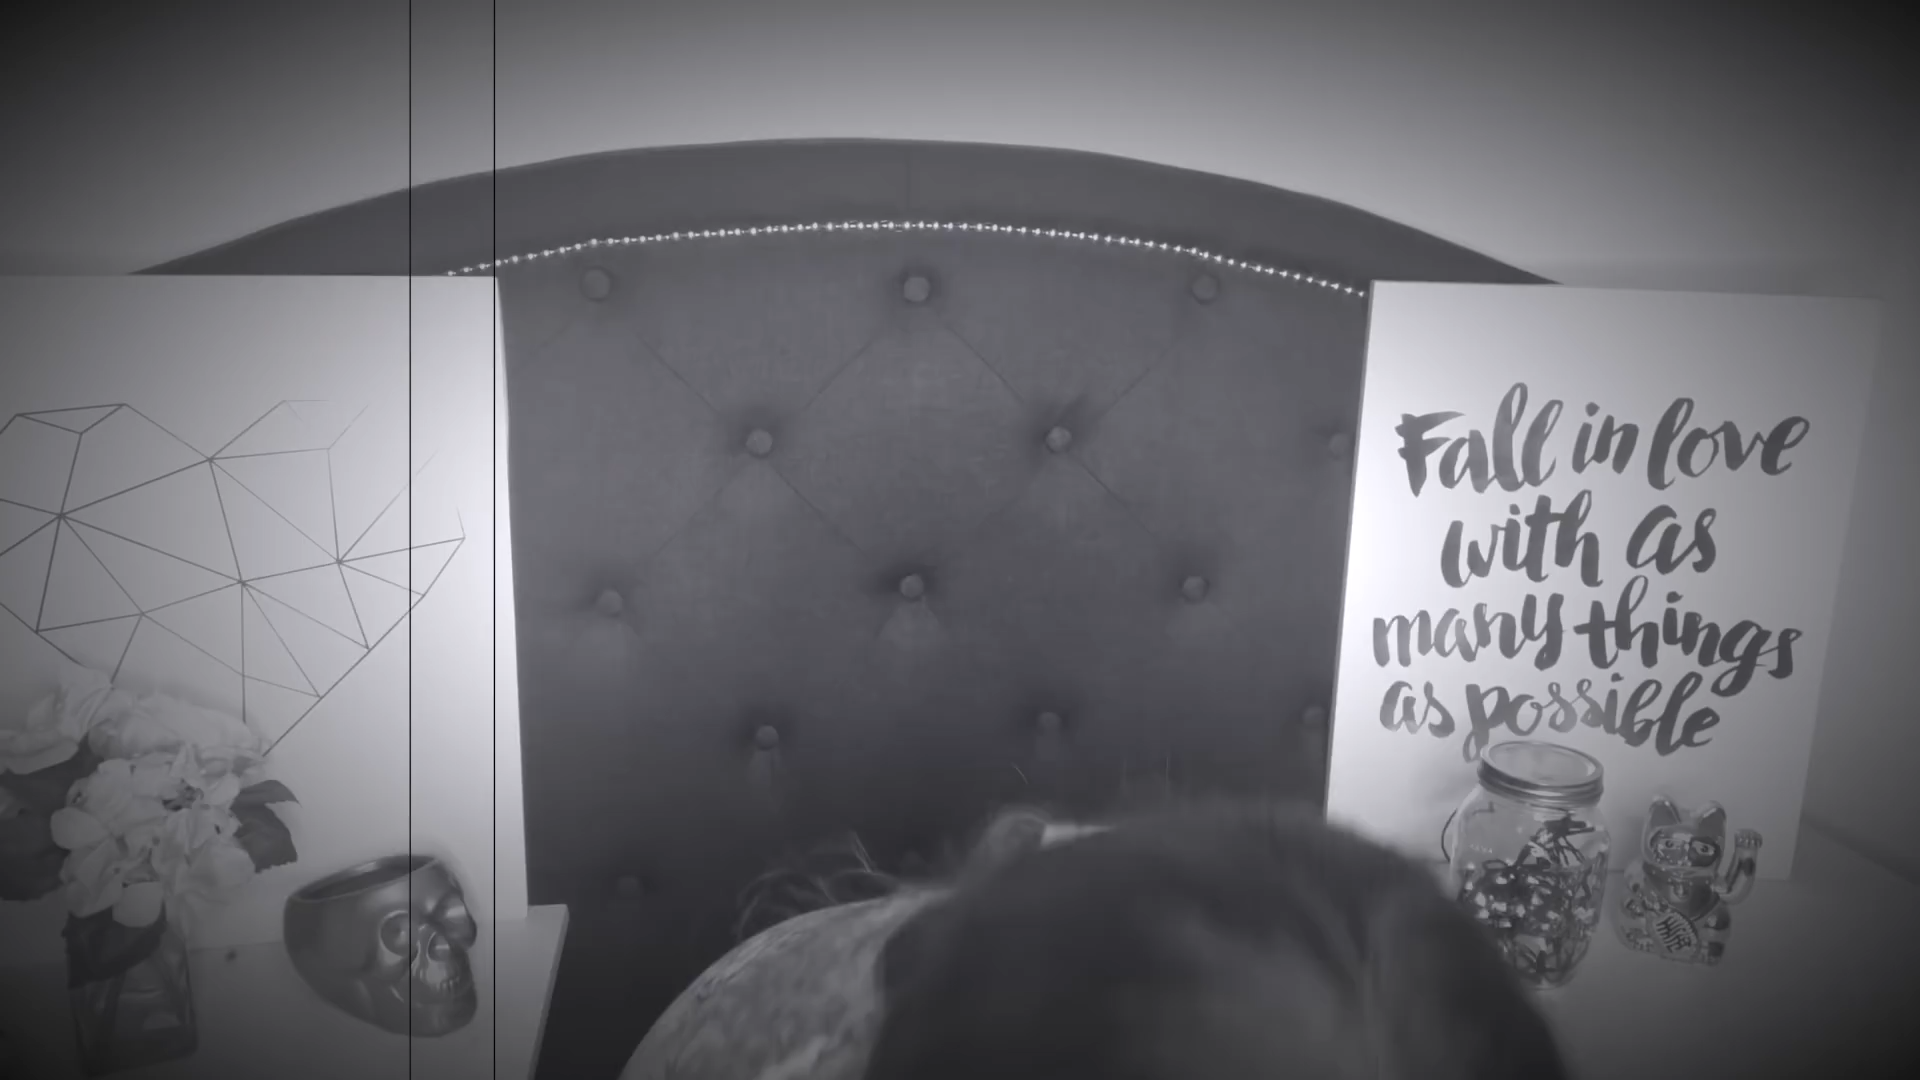 Fall in love
with as
many things
as possible